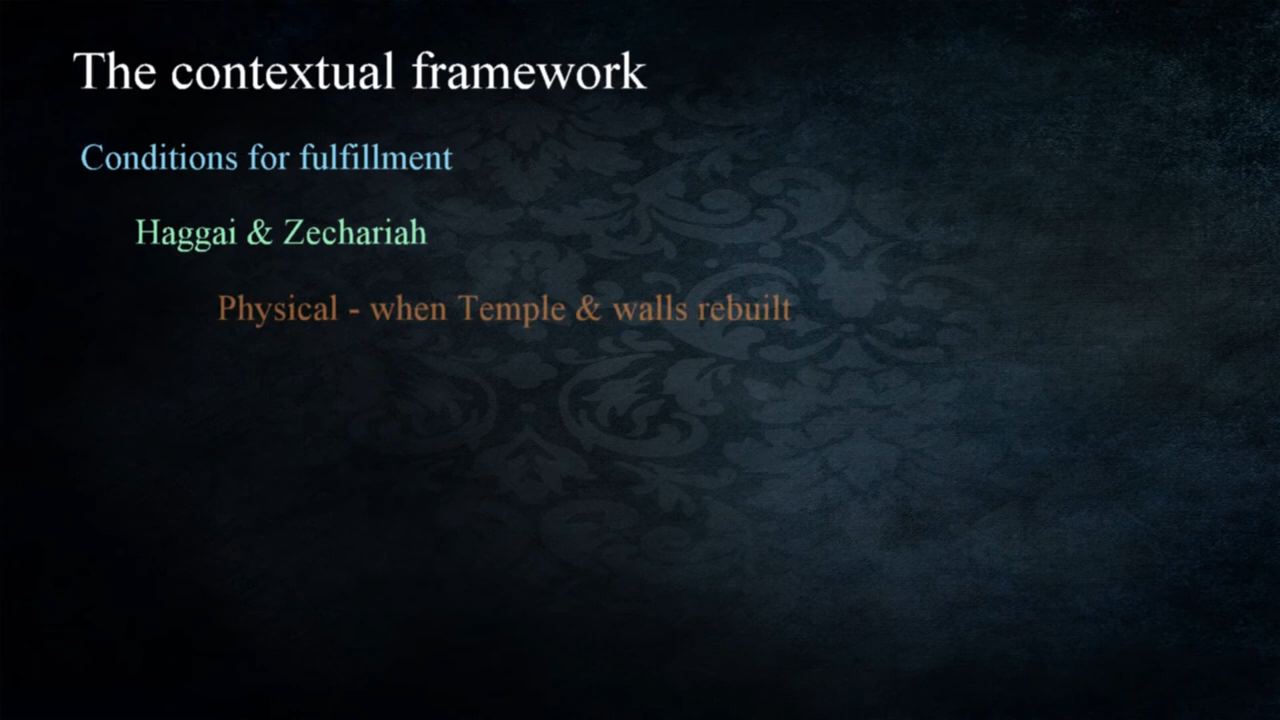 The contextual framework
Conditions for fulfillment
Haggai & Zechariah
Physical - when Temple & walls rebuilt